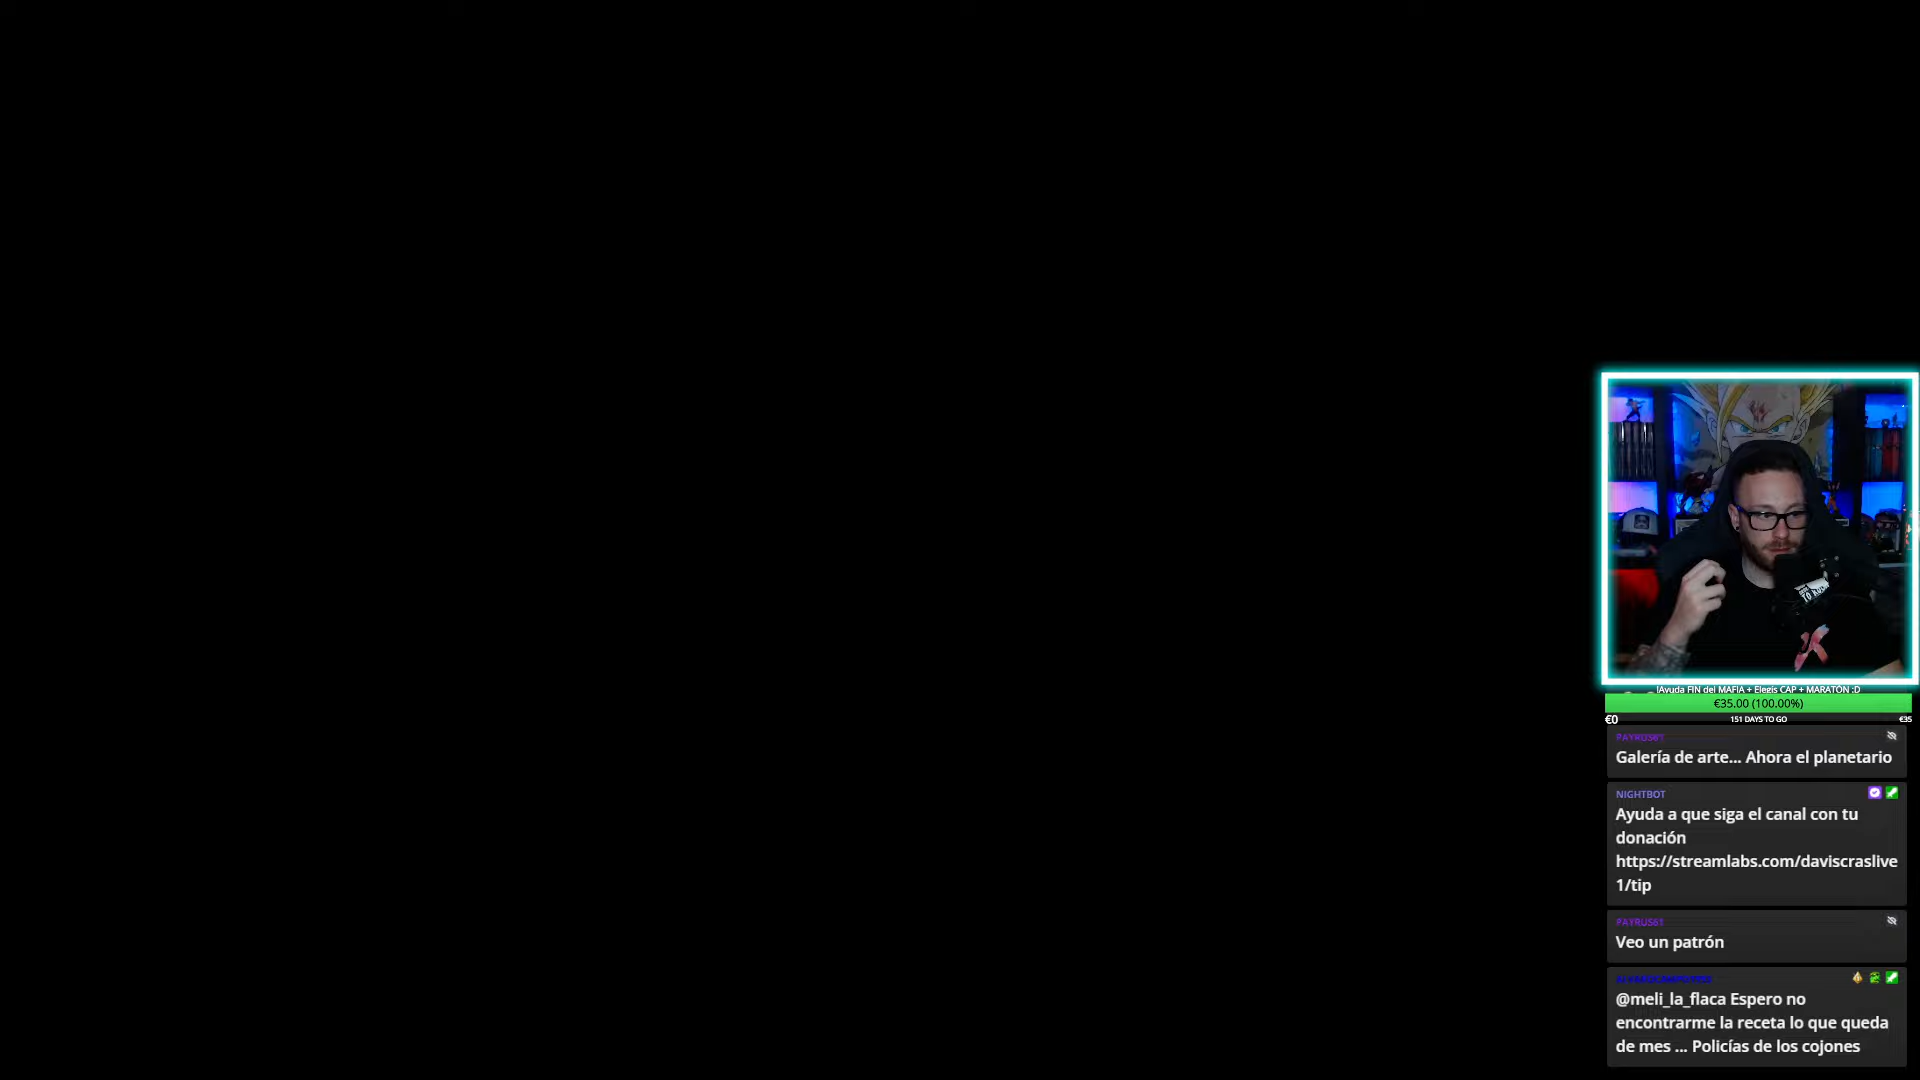 !Ayuda FIN del MAFIA + Elegis CAP + MARATÓN :D
€35.00 (100.00%)
€0
151 DAYS TO GO
€35
PAYRUS61
Galería de arte... Ahora el planetario
NIGHTBOT
Ayuda a que siga el canal con tu
donación
https://streamlabs.com/daviscraslive
1/tip
PAYRUS61
Veo un patrón
@meli_la_flaca Espero no
encontrarme la receta lo que queda
de mes ... Policías de los cojones